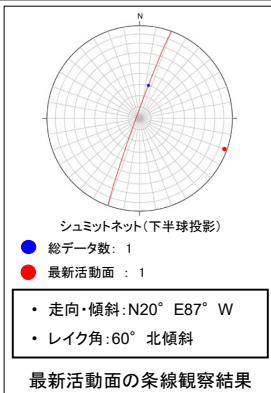 N
シュミットネット(下半球投影)
総データ数: 1
最新活動面 : 1
• 走向・傾斜:N20° E87° W
• レイク角:60° 北傾斜
最新活動面の条線観察結果